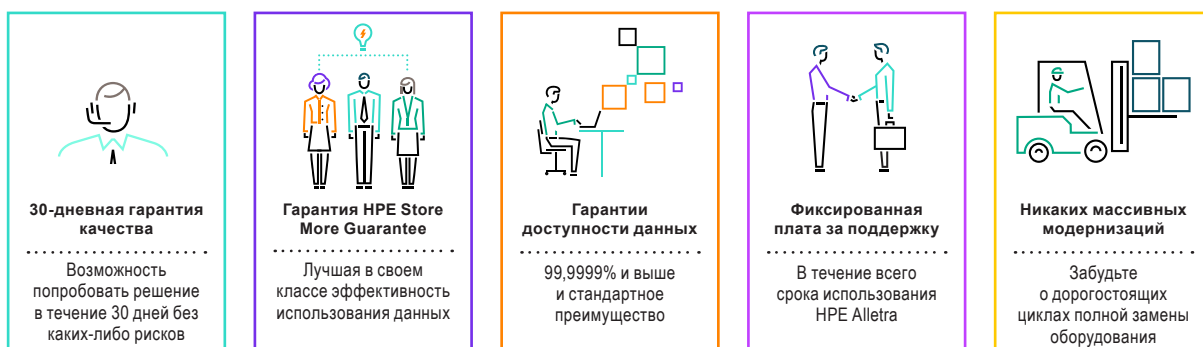 30-дневная гарантия
качества
Возможность
попробовать решение
в течение 30 дней без
каких-либо рисков
Гарантия HPE Store
More Guarantee
Лучшая в своем
классе эффективность
использования данных
Гарантии
доступности данных
99,9999% и выше
и стандартное
преимущество
Фиксированная
плата за поддержку
В течение всего
срока использования
HPE Alletra
Никаких массивных
модернизаций
Забудьте
о дорогостоящих
циклах полной замены
оборудования